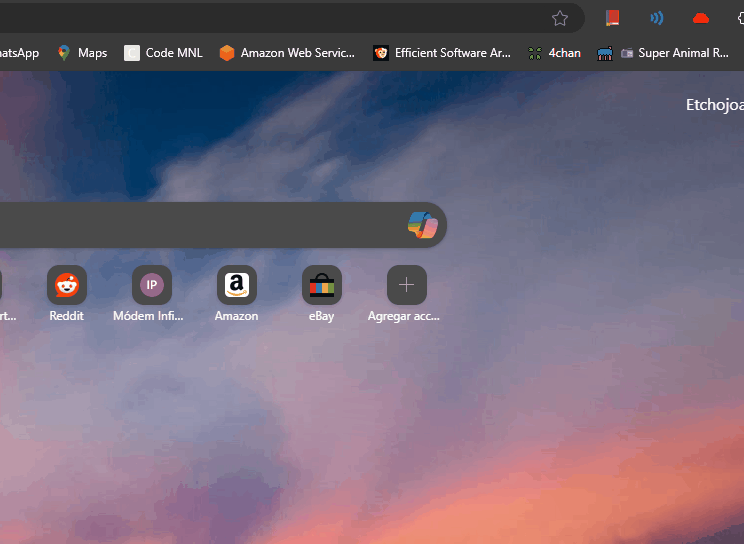 atsApp Maps C Code MNL Amazon Web Servic... Efficient Software Ar... 4chan Super Animal R...
Etchojoa
rt... Reddit IP Módem Infi... a Amazon eBay Agregar acc...